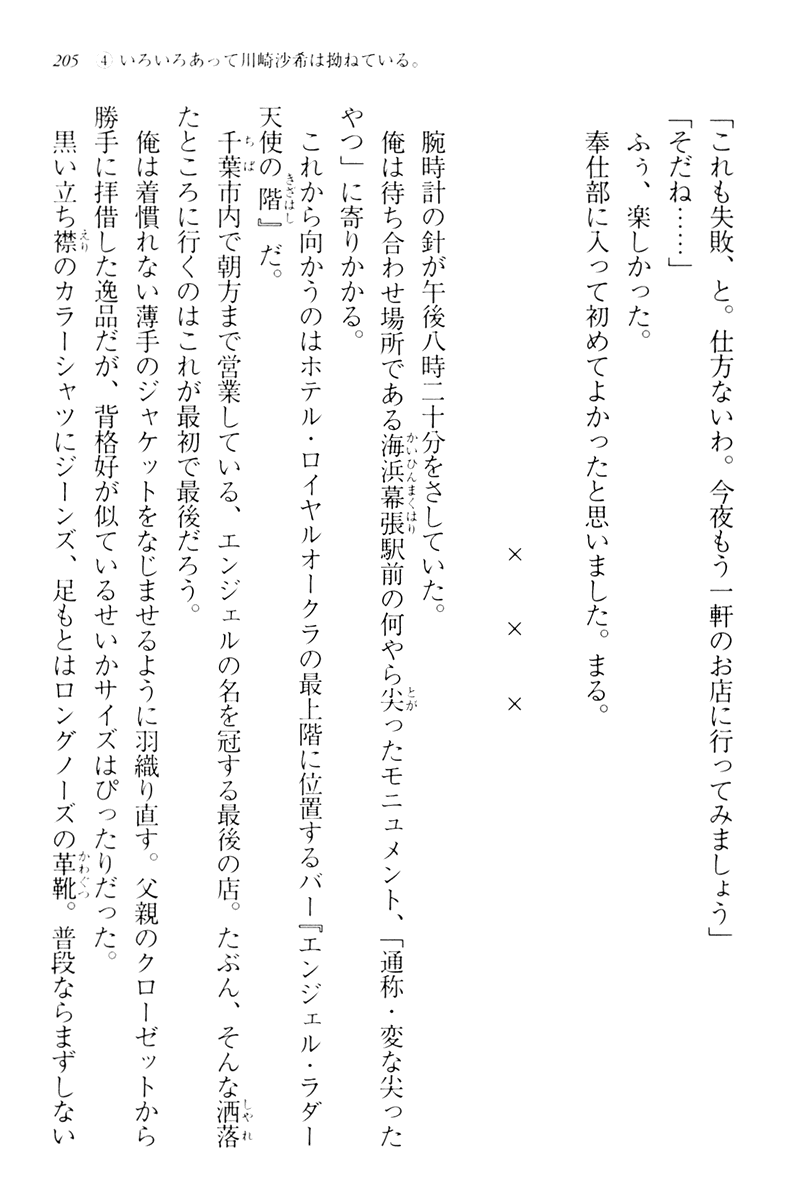 205 ④ いろいろあって川崎沙希は拗ねている。
「これも失敗、と。仕方ないわ。今夜もう一軒のお店に行ってみましょう」
「そだね……」
ふぅ、楽しかった。
奉仕部に入って初めてよかったと思いました。まる。
× × ×
腕時計の針が午後八時二十分をさしていた。
俺は待ち合わせ場所である海浜幕張駅前の何やら尖ったモニュメント、「通称・変な尖った
やつ」に寄りかかる。
これから向かうのはホテル・ロイヤルオークラの最上階に位置するバー『エンジェル・ラダー
天使の階』だ。
千葉市内で朝方まで営業している、エンジェルの名を冠する最後の店。たぶん、そんな洒落
たところに行くのはこれが最初で最後だろう。
俺は着慣れない薄手のジャケットをなじませるように羽織り直す。父親のクローゼットから
勝手に拝借した逸品だが、背格好が似ているせいかサイズはぴったりだった。
黒い立ち襟のカラーシャツにジーンズ、足もとはロングノーズの革靴。普段ならまずしない